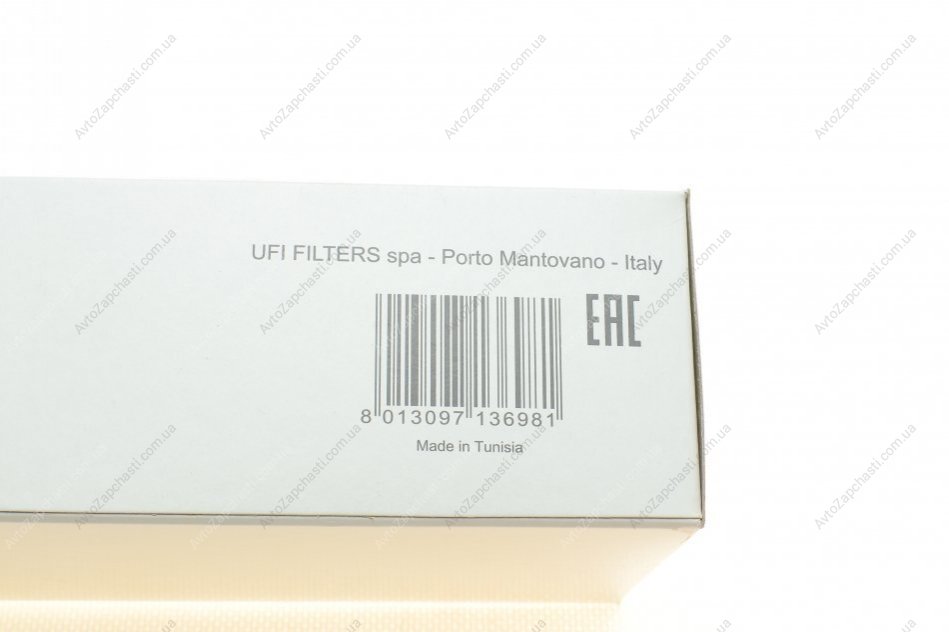 UFI FILTERS spa - Porto Mantovano - Italy
EAC
8 013097 136981
Made in Tunisia
AvtoZapchasti.com.ua